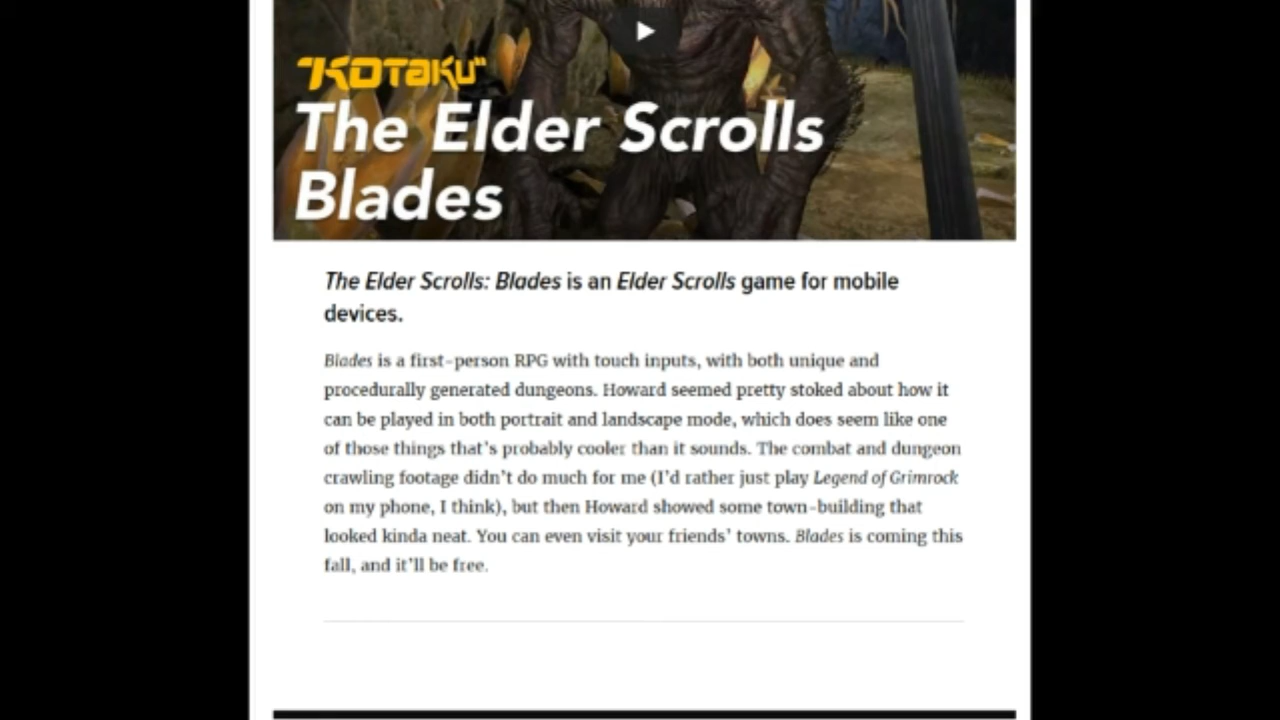 KOTaKU
The Elder Scrolls
Blades
The Elder Scrolls: Blades is an Elder Scrolls game for mobile
devices.
Blades is a first-person RPG with touch inputs, with both unique and
procedurally generated dungeons. Howard seemed pretty stoked about how it
can be played in both portrait and landscape mode, which does seem like one
of those things that's probably cooler than it sounds. The combat and dungeon
crawling footage didn't do much for me (I'd rather just play Legend of Grimrock
on my phone, I think), but then Howard showed some town-building that
looked kinda neat. You can even visit your friends' towns. Blades is coming this
fall, and it'll be free.